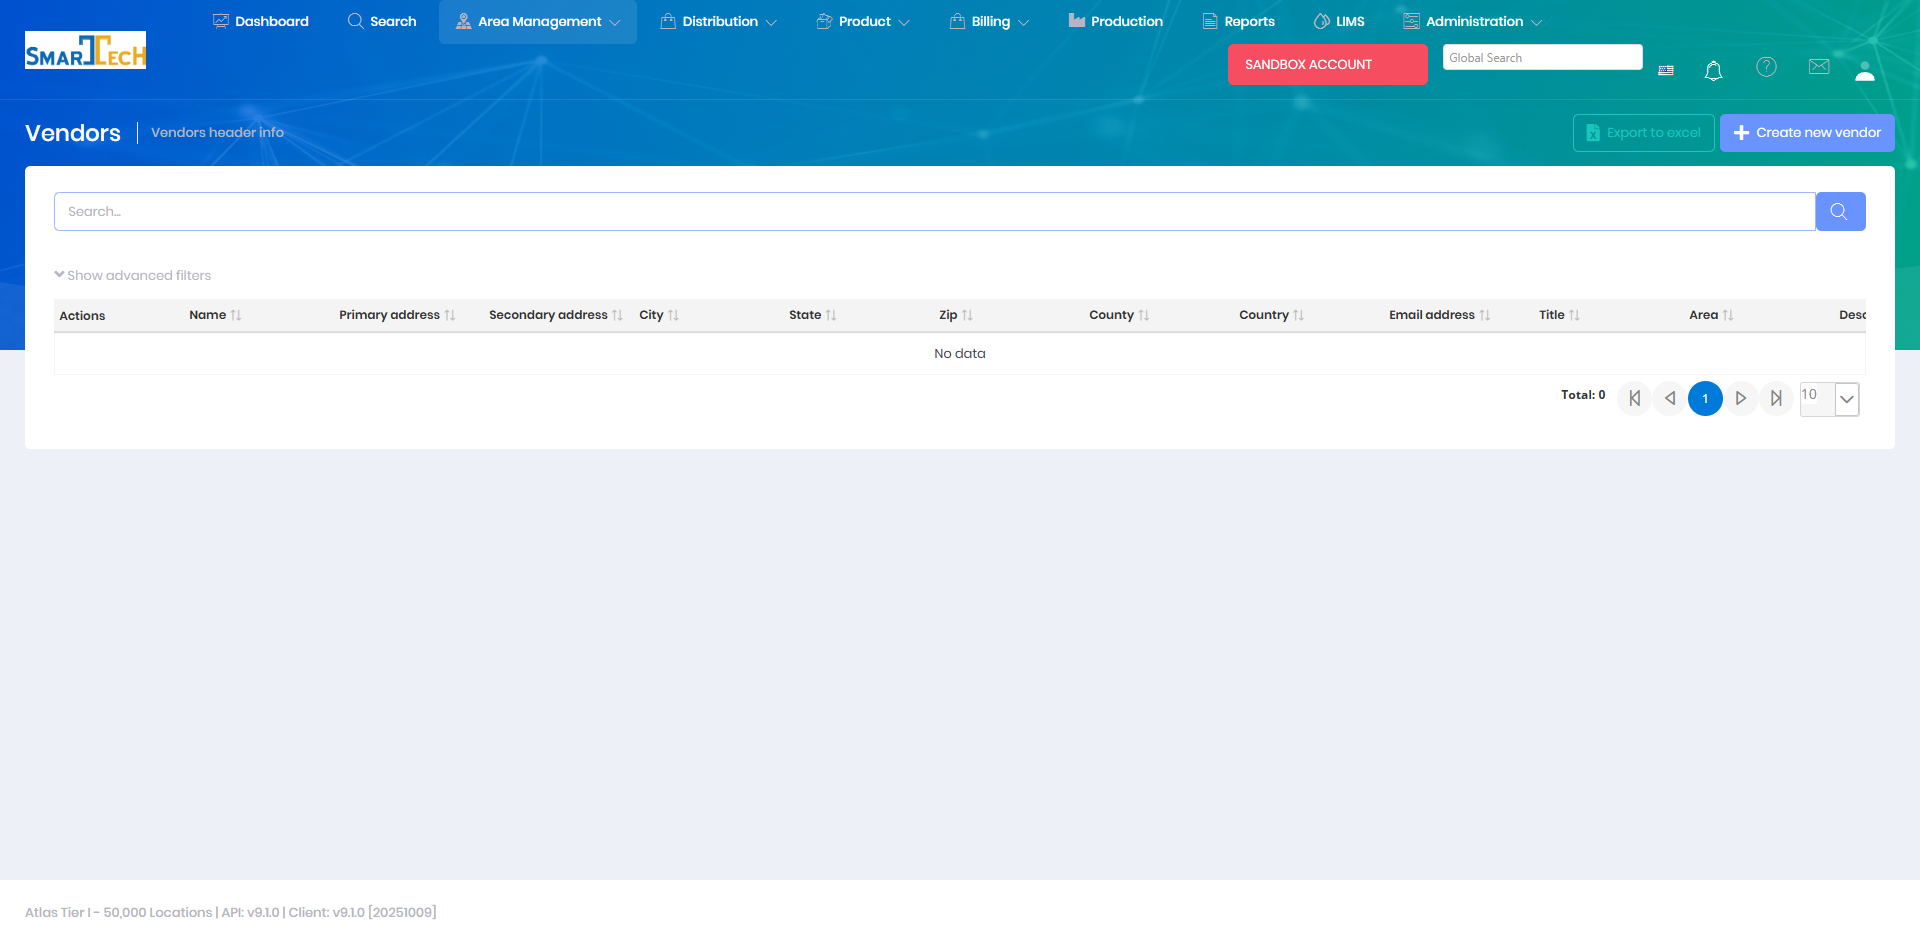 Dashboard
Search
Area Management
Distribution
Product
Billing
Production
Reports
LIMS
Administration
SMARTTECH
SANDBOX ACCOUNT
Global Search
Vendors
Vendors header info
Export to excel
Create new vendor
Search...
Show advanced filters
Actions Name Primary address Secondary address City State Zip County Country Email address Title Area Desc
No data
Total: 0
1
10
Atlas Tier I - 50,000 Locations | API: v9.1.0 | Client: v9.1.0 [20251009]